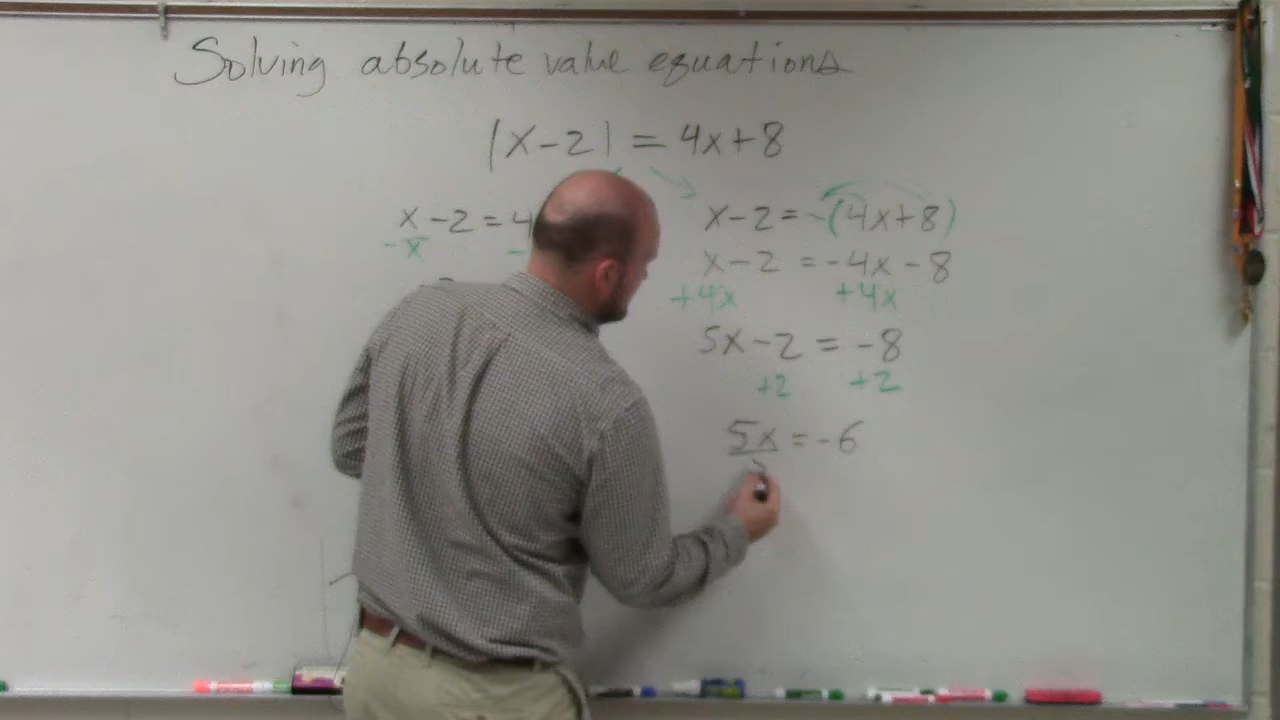 Solving absolute value equations
|x-2| = 4x+8
x-2=4
-x -
x-2=-(4x+8)
x-2 = -4x-8
+4x +4x
5x-2 = -8
+2 +2
5x = -6
5